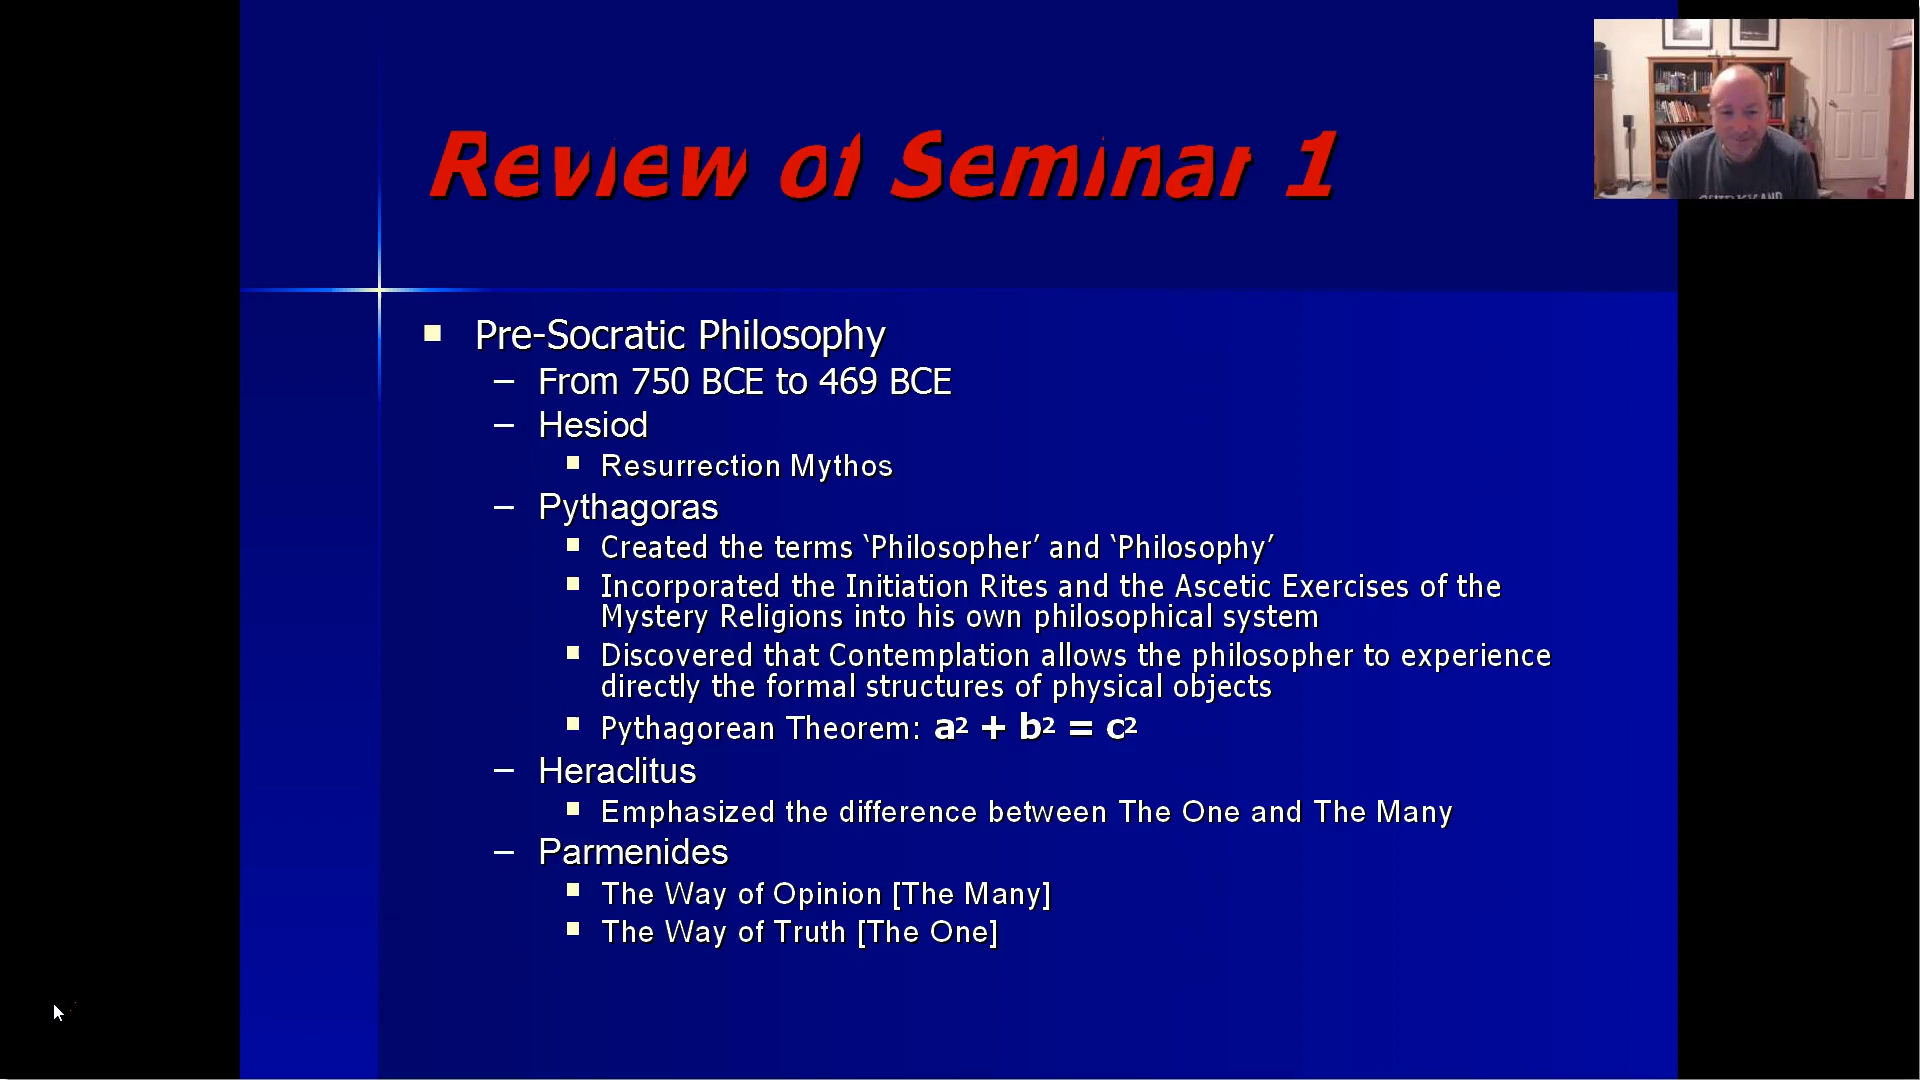 Review of Seminar 1
Pre-Socratic Philosophy
– From 750 BCE to 469 BCE
– Hesiod
Resurrection Mythos
– Pythagoras
Created the terms ‘Philosopher’ and ‘Philosophy’
Incorporated the Initiation Rites and the Ascetic Exercises of the
Mystery Religions into his own philosophical system
Discovered that Contemplation allows the philosopher to experience
directly the formal structures of physical objects
Pythagorean Theorem: a² + b² = c²
– Heraclitus
Emphasized the difference between The One and The Many
– Parmenides
The Way of Opinion [The Many]
The Way of Truth [The One]